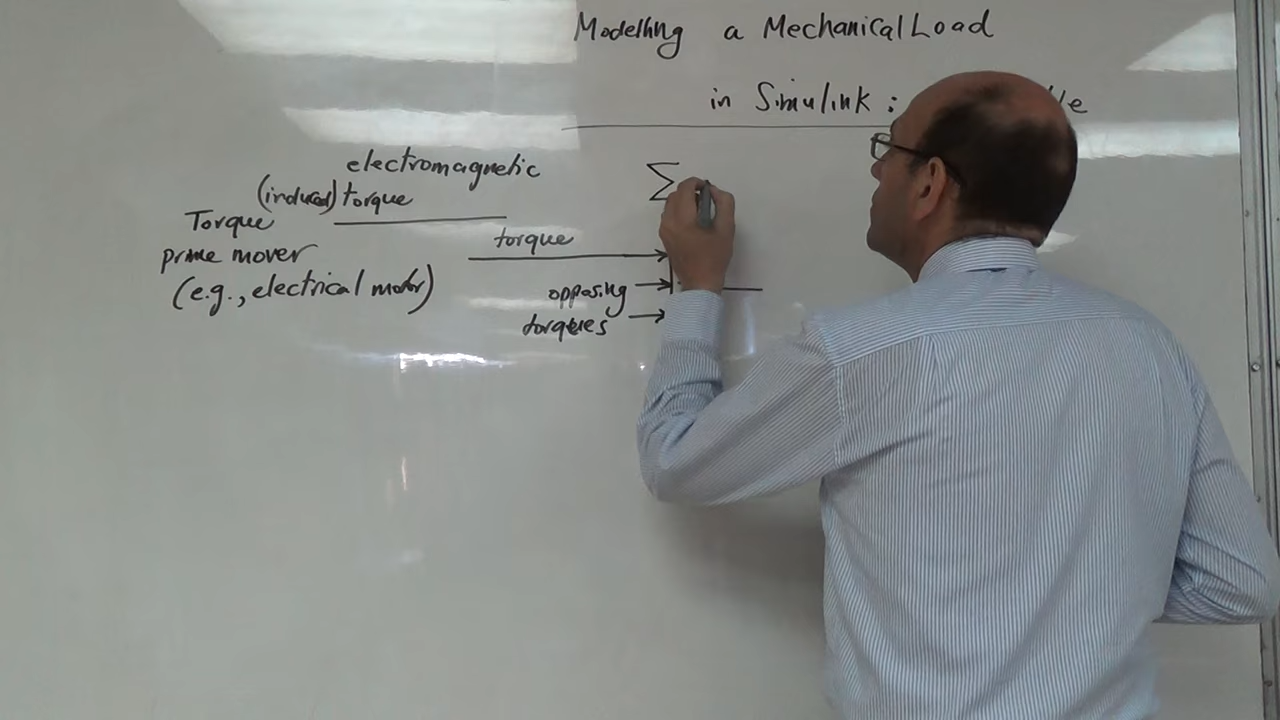 Modelling a Mechanical Load
in Simulink:
electromagnetic
(induced) torque
Torque
prime mover
(e.g., electrical motor)
torque
opposing
torques
Σ